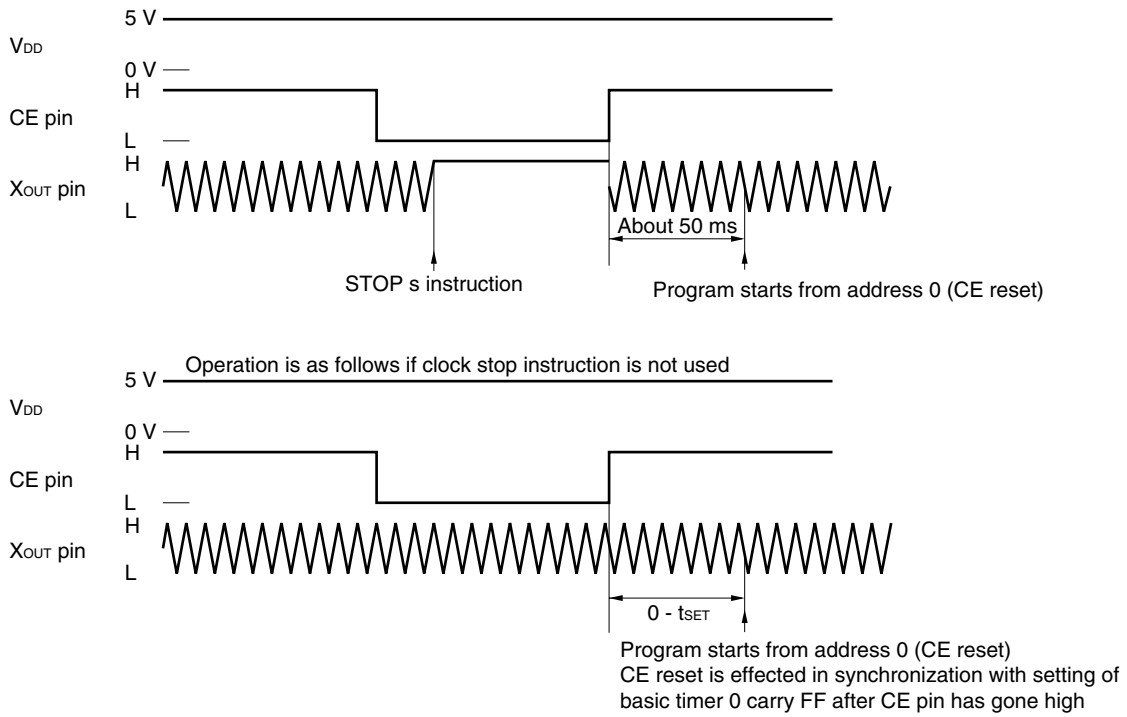 5 V
VDD
0 V
H
CE pin
L
H
XOUT pin
L
About 50 ms
STOP s instruction
Program starts from address 0 (CE reset)
Operation is as follows if clock stop instruction is not used
5 V
VDD
0 V
H
CE pin
L
H
XOUT pin
L
0 - tSET
Program starts from address 0 (CE reset)
CE reset is effected in synchronization with setting of
basic timer 0 carry FF after CE pin has gone high